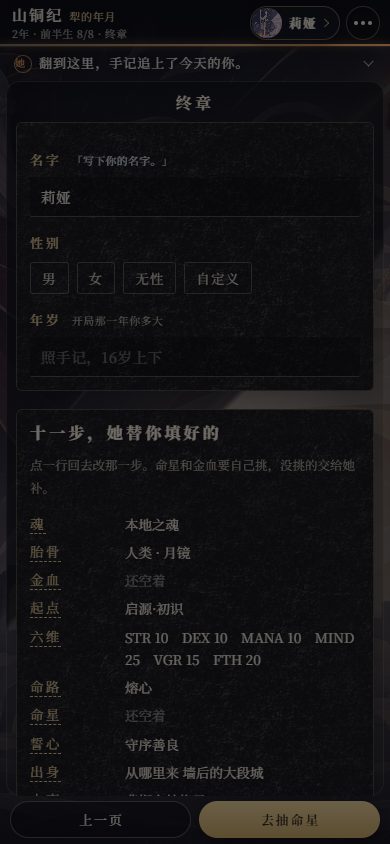 山铜纪 犁的年月
2年 · 前半生 8/8 · 终章
莉娅
她 翻到这里，手记追上了今天的你。
终章
名字 「写下你的名字。」
莉娅
性别
男 女 无性 自定义
年岁 开局那一年你多大
照手记，16岁上下
十一步，她替你填好的
点一行回去改那一步。命星和金血要自己挑，没挑的交给她
补。
魂 本地之魂
胎骨 人类 · 月镜
金血 还空着
起点 启源·初识
六维 STR 10 DEX 10 MANA 10 MIND
25 VGR 15 FTH 20
命路 熔心
命星 还空着
誓心 守序善良
出身 从哪里来 墙后的大段城
上一页 去抽命星